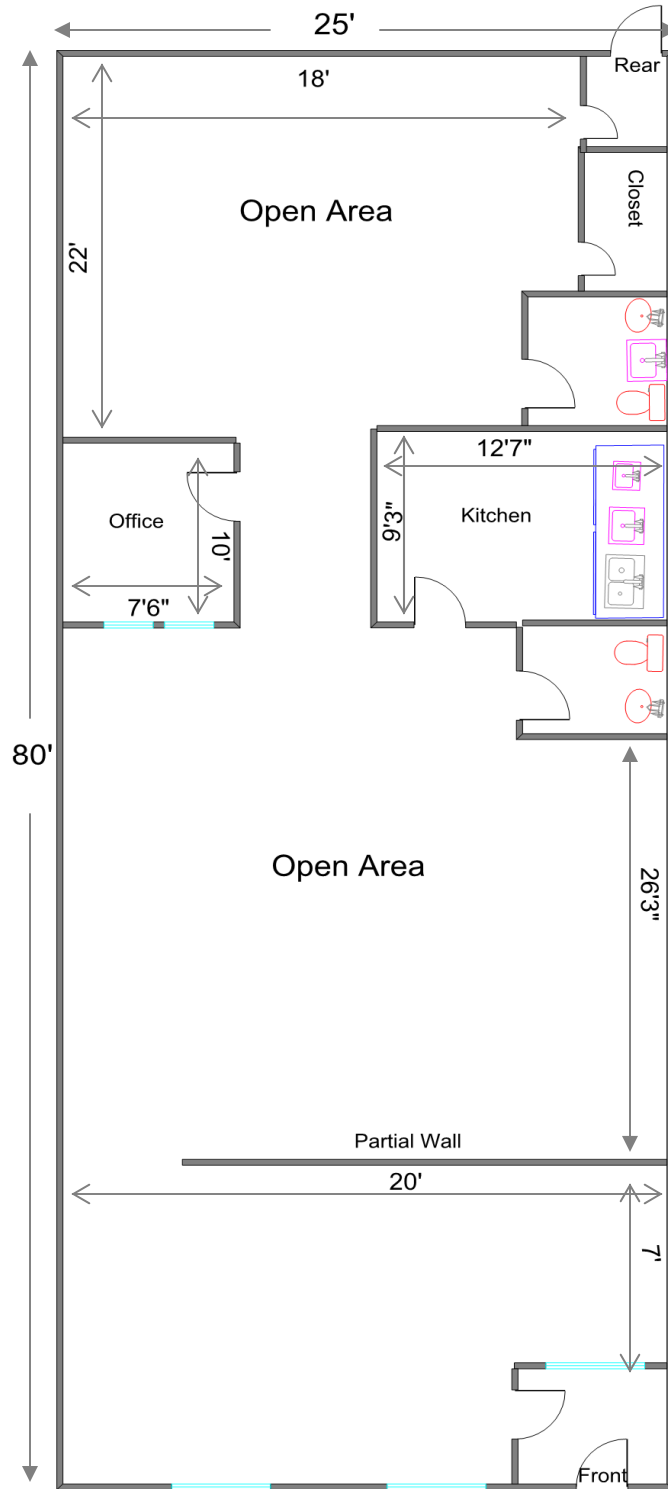 25'
Rear
18'
Closet
Open Area
22'
12'7"
9'3"
Kitchen
Office
10'
7'6"
80'
Open Area
26'3"
Partial Wall
20'
7'
Front